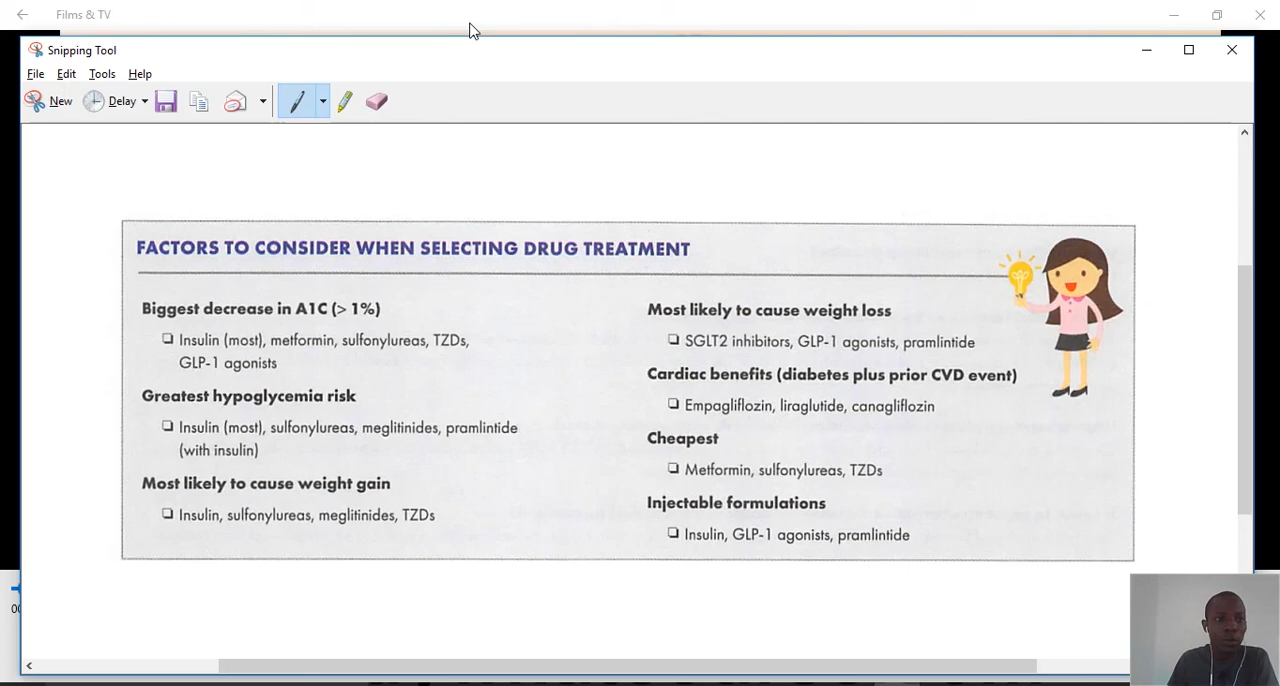 Films & TV
Snipping Tool
File Edit Tools Help
New Delay
FACTORS TO CONSIDER WHEN SELECTING DRUG TREATMENT
Biggest decrease in A1C (> 1%)
Insulin (most), metformin, sulfonylureas, TZDs,
GLP-1 agonists
Greatest hypoglycemia risk
Insulin (most), sulfonylureas, meglitinides, pramlintide
(with insulin)
Most likely to cause weight gain
Insulin, sulfonylureas, meglitinides, TZDs
Most likely to cause weight loss
SGLT2 inhibitors, GLP-1 agonists, pramlintide
Cardiac benefits (diabetes plus prior CVD event)
Empagliflozin, liraglutide, canagliflozin
Cheapest
Metformin, sulfonylureas, TZDs
Injectable formulations
Insulin, GLP-1 agonists, pramlintide